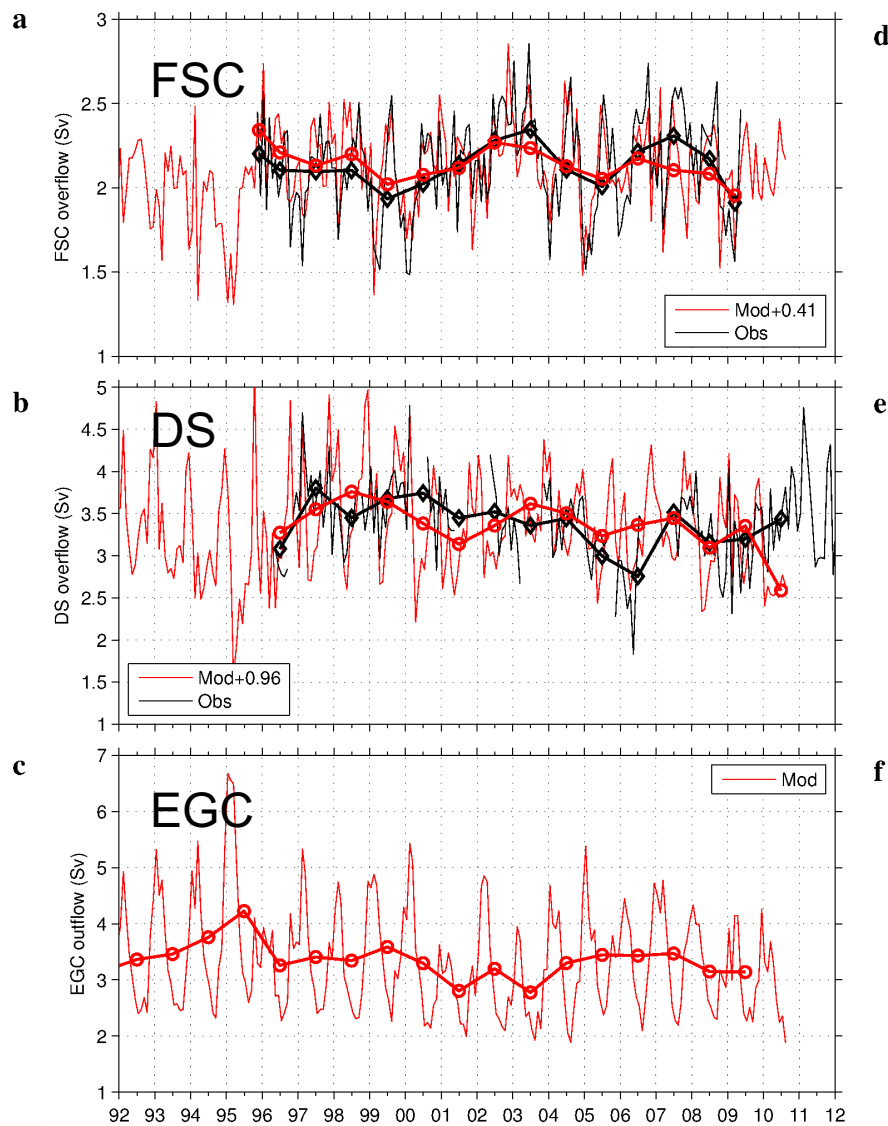 a
d
FSC
3
2.5
2
1.5
1
FSC overflow (Sv)
Mod+0.41
Obs
b
e
DS
5
4.5
4
3.5
3
2.5
2
1.5
1
DS overflow (Sv)
Mod+0.96
Obs
c
f
EGC
7
6
5
4
3
2
1
EGC outflow (Sv)
Mod
92 93 94 95 96 97 98 99 00 01 02 03 04 05 06 07 08 09 10 11 12